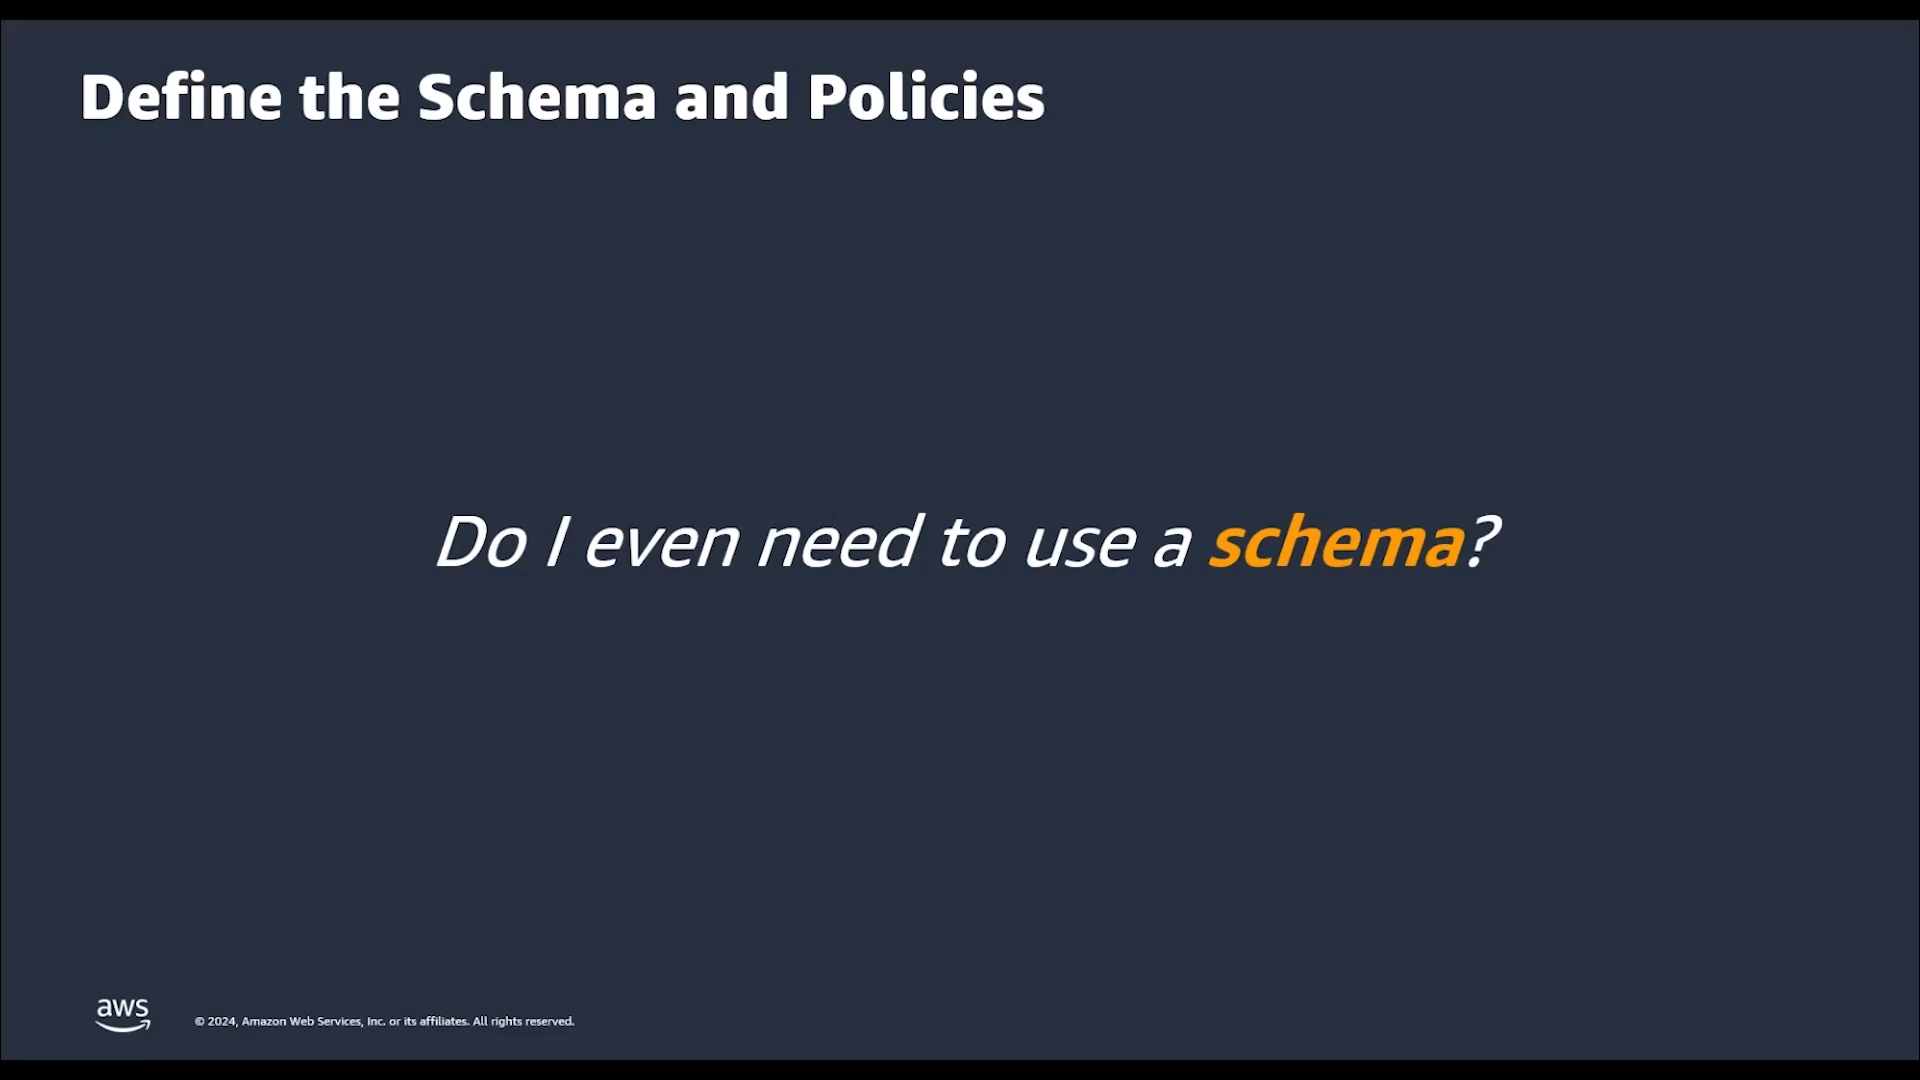 Define the Schema and Policies
Do I even need to use a schema?
aws
© 2024, Amazon Web Services, Inc. or its affiliates. All rights reserved.